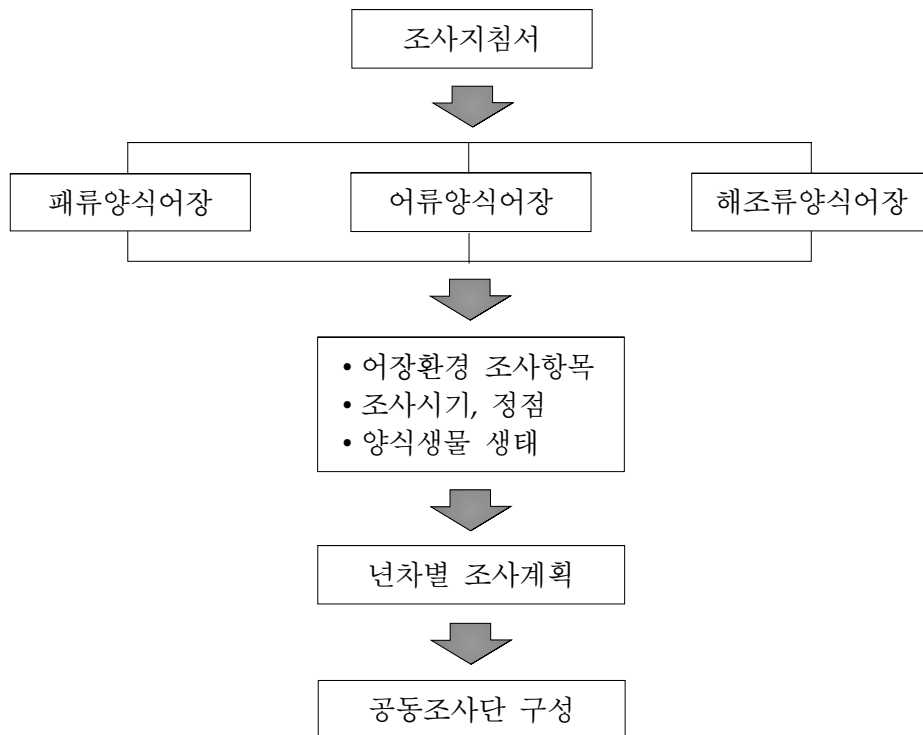 조사지침서
패류양식어장
어류양식어장
해조류양식어장
• 어장환경 조사항목
• 조사시기, 정점
• 양식생물 생태
년차별 조사계획
공동조사단 구성